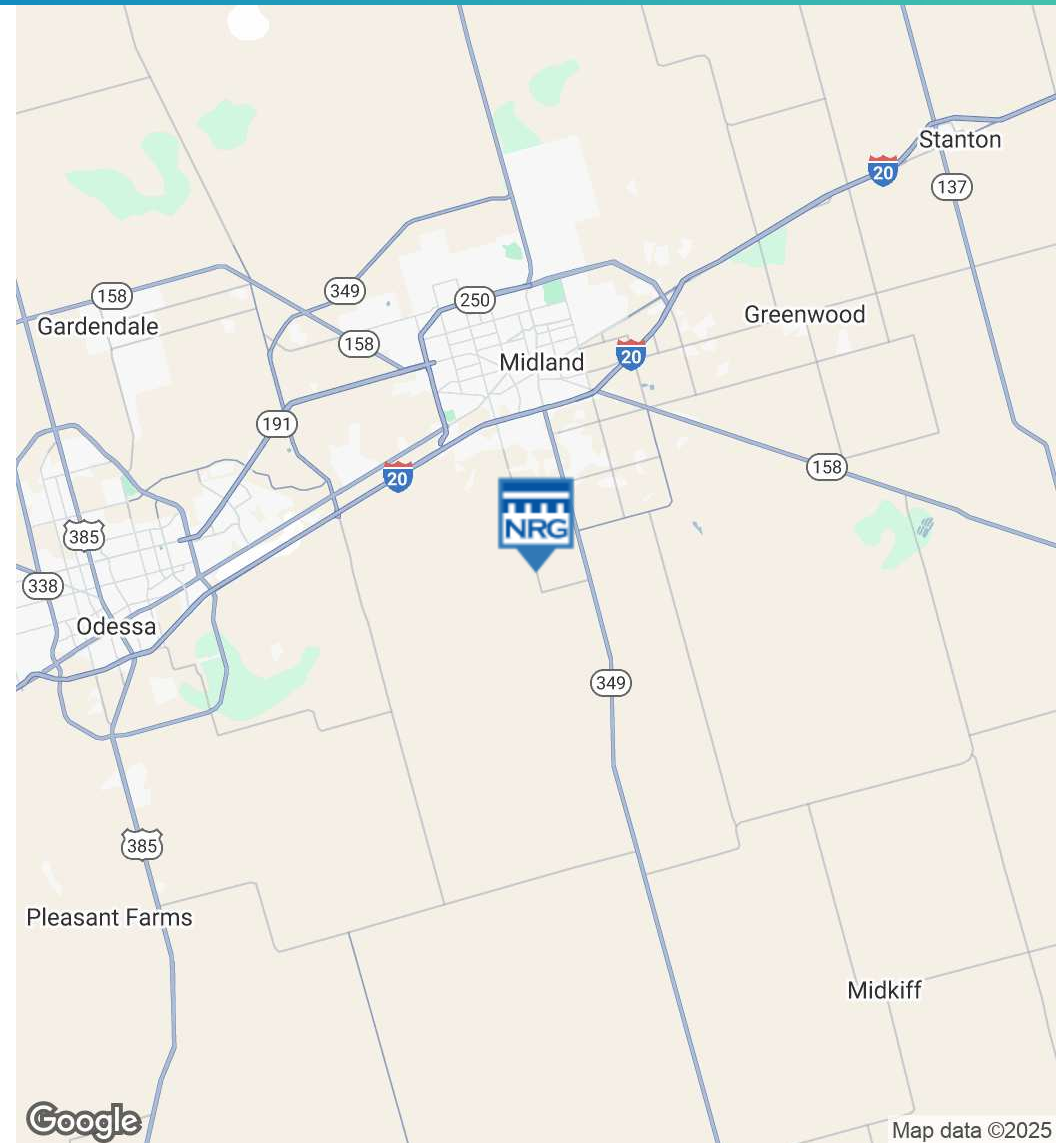 Stanton
20
137
158
349
250
Gardendale
Greenwood
158
Midland
20
191
158
20
NRG
385
338
Odessa
349
385
Pleasant Farms
Midkiff
Google
Map data ©2025